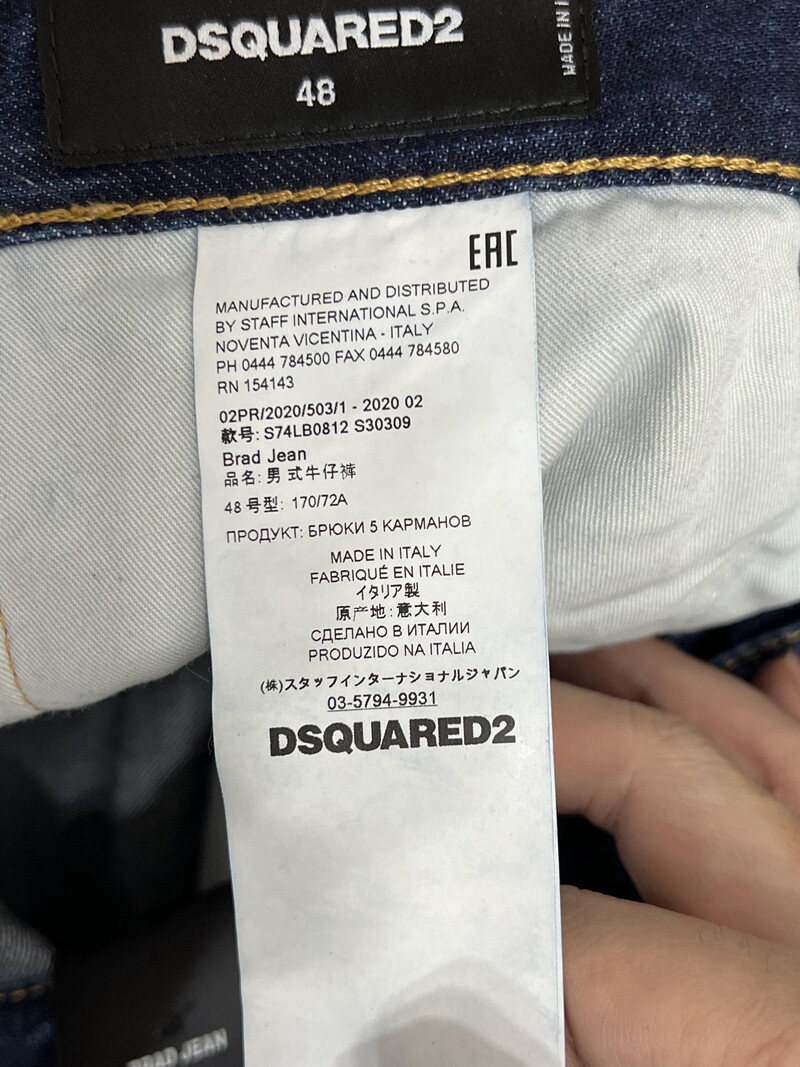 DSQUARED2
48
MADE IN I
EAC
MANUFACTURED AND DISTRIBUTED
BY STAFF INTERNATIONAL S.P.A.
NOVENTA VICENTINA - ITALY
PH 0444 784500 FAX 0444 784580
RN 154143
02PR/2020/503/1 - 2020 02
款号: S74LB0812 S30309
Brad Jean
品名: 男 式牛仔裤
48 号型: 170/72A
ПРОДУКТ: БРЮКИ 5 КАРМАНОВ
MADE IN ITALY
FABRIQUÉ EN ITALIE
イタリア製
原产地: 意大利
СДЕЛАНО В ИТАЛИИ
PRODUZIDO NA ITALIA
(株)スタッフインターナショナルジャパン
03-5794-9931
DSQUARED2
BRAD JEAN